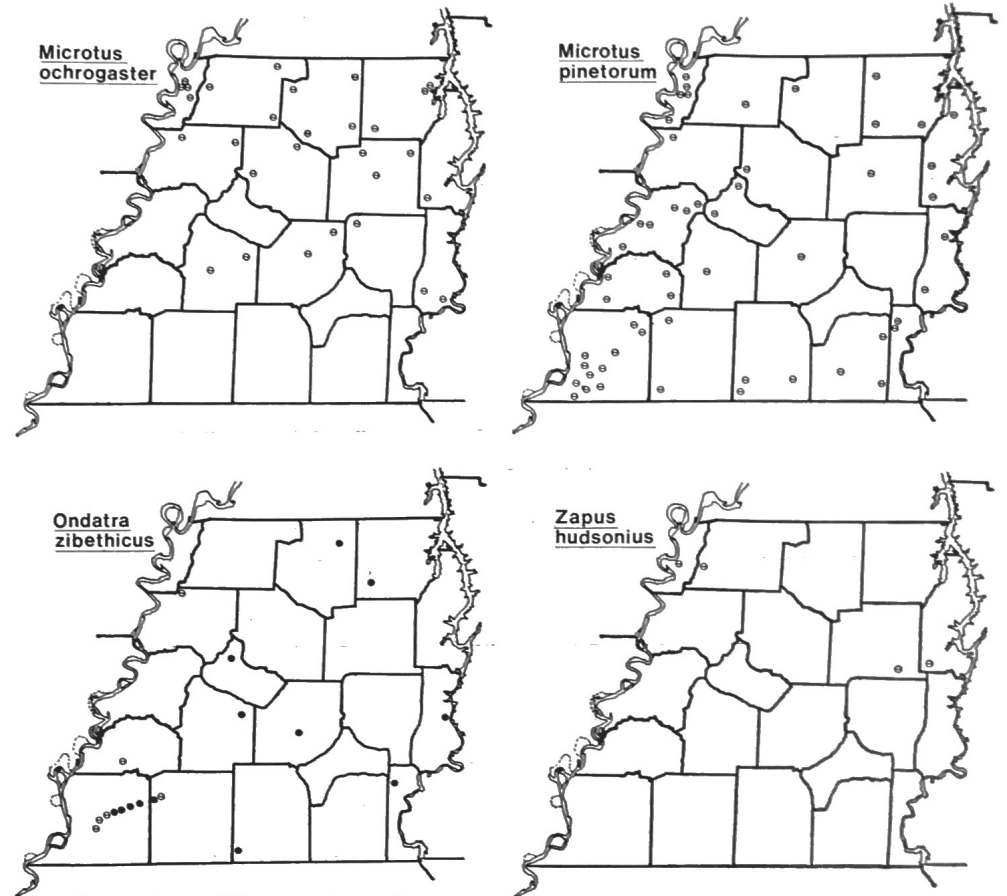 Microtus
ochrogaster
Microtus
pinetorum
Ondatra
zibethicus
Zapus
hudsonius